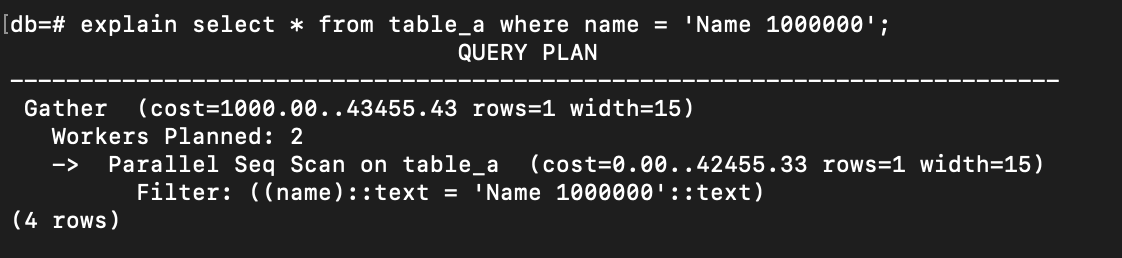 [db=# explain select * from table_a where name = 'Name 1000000';
QUERY PLAN
---------------------------------------------------------------------------
Gather  (cost=1000.00..43455.43 rows=1 width=15)
Workers Planned: 2
->  Parallel Seq Scan on table_a  (cost=0.00..42455.33 rows=1 width=15)
Filter: ((name)::text = 'Name 1000000'::text)
(4 rows)